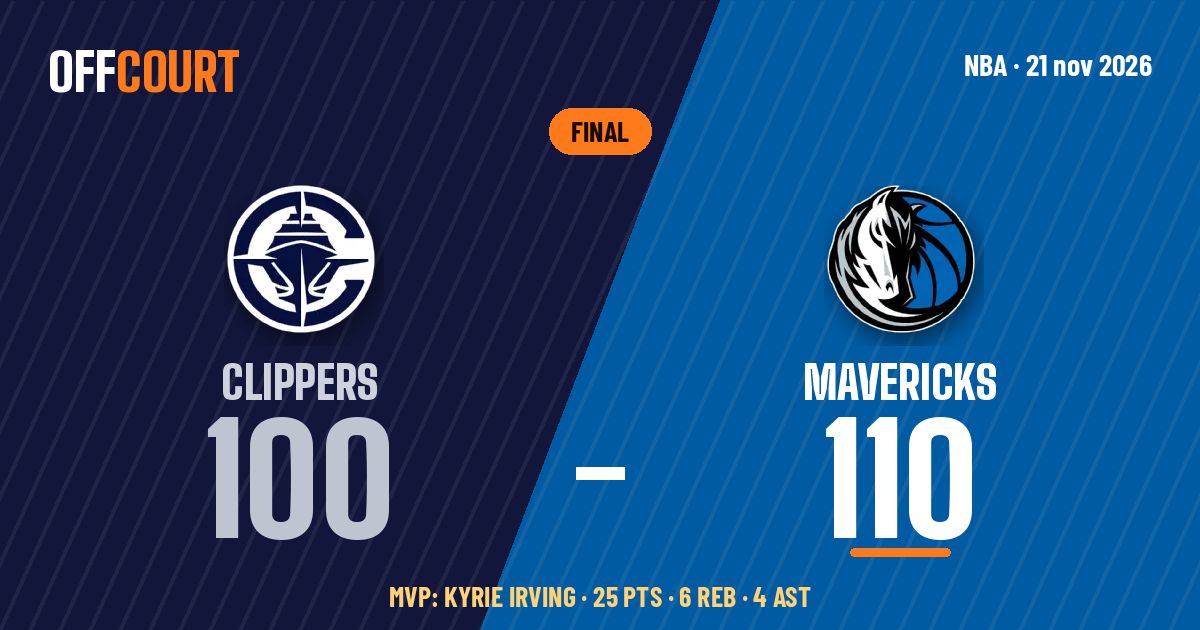 OFFCOURT
NBA · 21 nov 2026
FINAL
CLIPPERS
MAVERICKS
100
–
110
MVP: KYRIE IRVING · 25 PTS · 6 REB · 4 AST